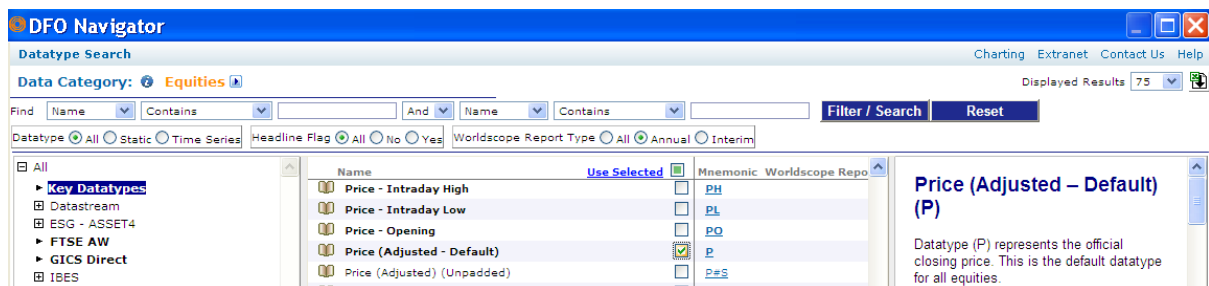 DFO Navigator
Datatype Search Charting Extranet Contact Us Help
Data Category: Equities Displayed Results 75
Find Name Contains And Name Contains Filter / Search Reset
Datatype All Static Time Series Headline Flag All No Yes Worldscope Report Type All Annual Interim
All
Key Datatypes
Datastream
ESG - ASSET4
FTSE AW
GICS Direct
IBES
Name Use Selected Mnemonic Worldscope Repo
Price - Intraday High PH
Price - Intraday Low PL
Price - Opening PO
Price (Adjusted - Default) P
Price (Adjusted) (Unpadded) P#S
Price (Adjusted – Default)
(P)
Datatype (P) represents the official
closing price. This is the default datatype
for all equities.